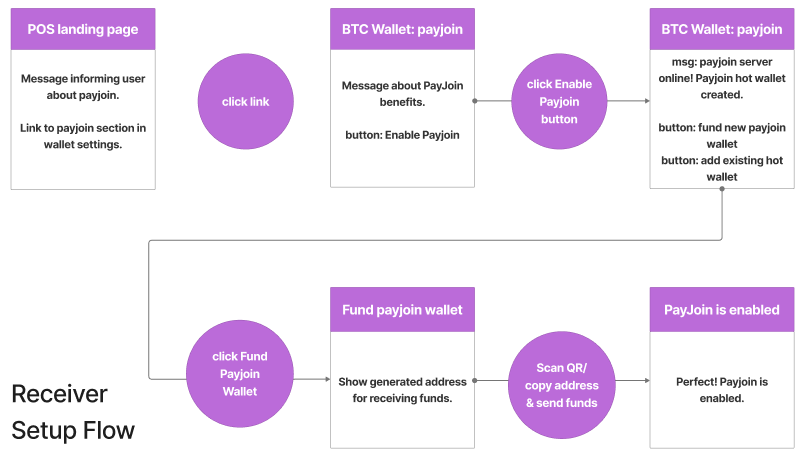 POS landing page
Message informing user
about payjoin.
Link to payjoin section in
wallet settings.
click link
BTC Wallet: payjoin
Message about PayJoin
benefits.
button: Enable Payjoin
click Enable
Payjoin
button
BTC Wallet: payjoin
msg: payjoin server
online! Payjoin hot wallet
created.
button: fund new payjoin
wallet
button: add existing hot
wallet
click Fund
Payjoin
Wallet
Fund payjoin wallet
Show generated address
for receiving funds.
Scan QR/
copy address
& send funds
PayJoin is enabled
Perfect! Payjoin is
enabled.
Receiver
Setup Flow